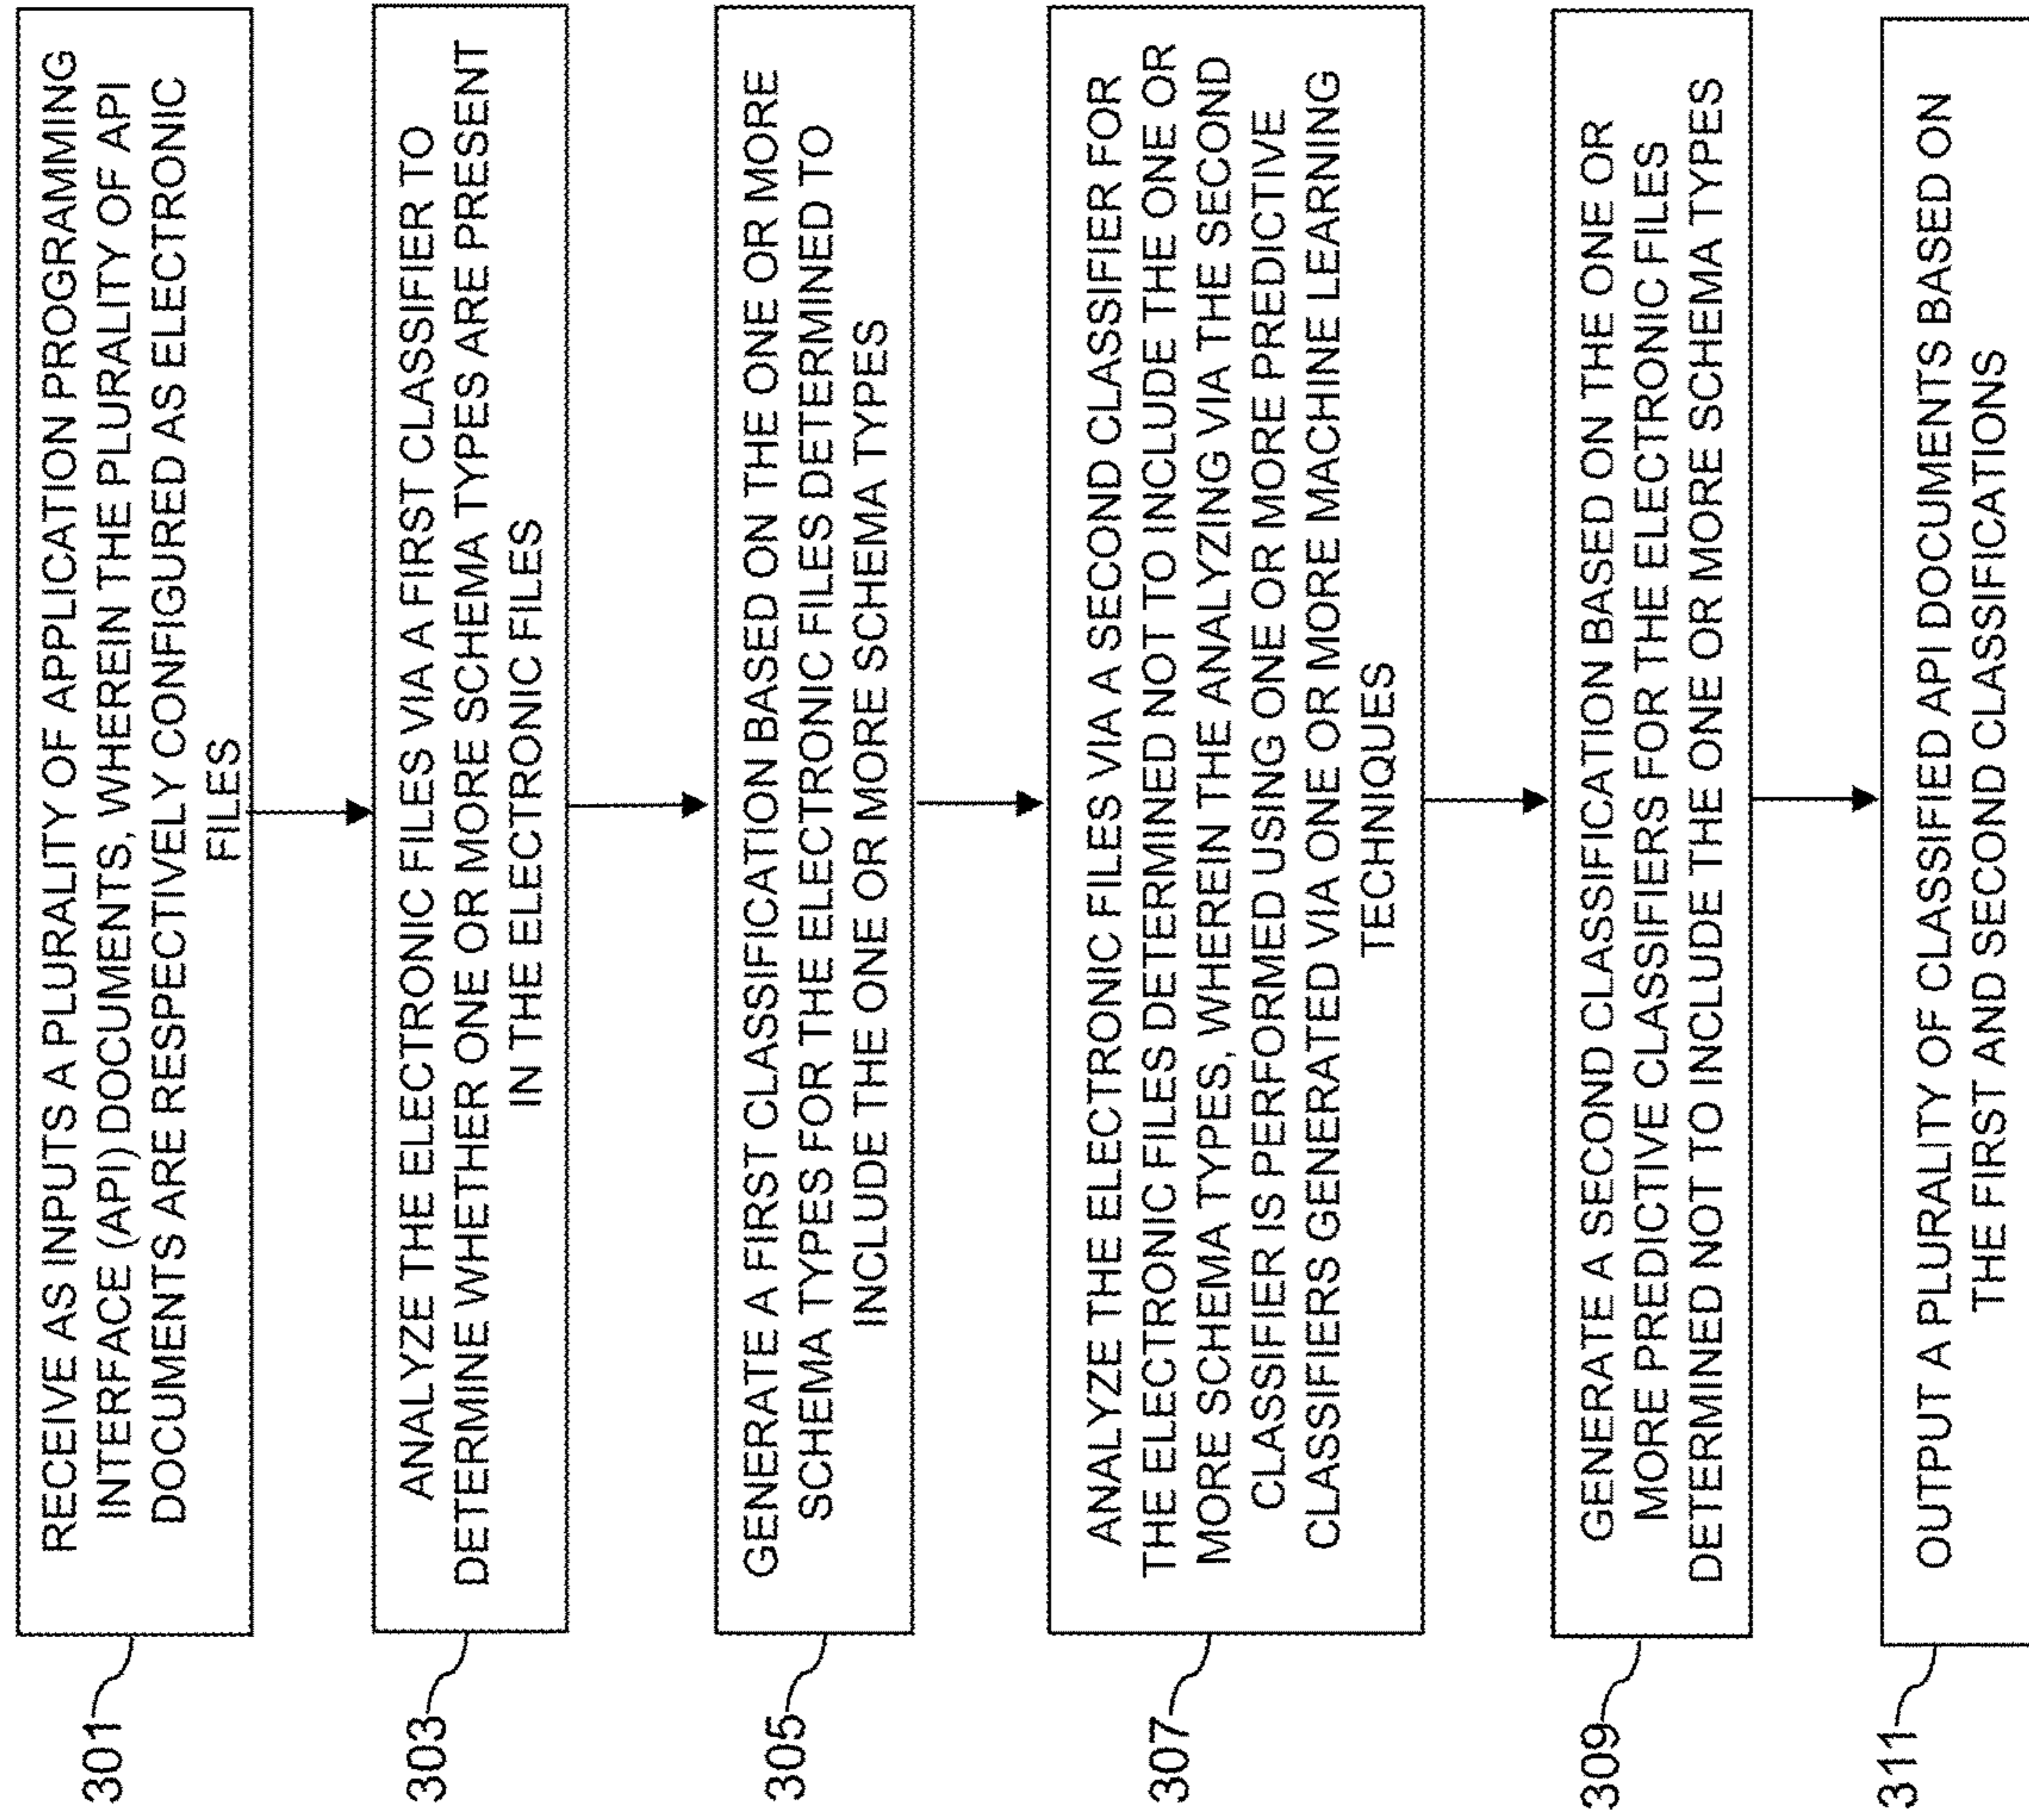 301
RECEIVE AS INPUTS A PLURALITY OF APPLICATION PROGRAMMING
INTERFACE (API) DOCUMENTS, WHEREIN THE PLURALITY OF API
DOCUMENTS ARE RESPECTIVELY CONFIGURED AS ELECTRONIC
FILES
303
ANALYZE THE ELECTRONIC FILES VIA A FIRST CLASSIFIER TO
DETERMINE WHETHER ONE OR MORE SCHEMA TYPES ARE PRESENT
IN THE ELECTRONIC FILES
305
GENERATE A FIRST CLASSIFICATION BASED ON THE ONE OR MORE
SCHEMA TYPES FOR THE ELECTRONIC FILES DETERMINED TO
INCLUDE THE ONE OR MORE SCHEMA TYPES
307
ANALYZE THE ELECTRONIC FILES VIA A SECOND CLASSIFIER FOR
THE ELECTRONIC FILES DETERMINED NOT TO INCLUDE THE ONE OR
MORE SCHEMA TYPES, WHEREIN THE ANALYZING VIA THE SECOND
CLASSIFIER IS PERFORMED USING ONE OR MORE PREDICTIVE
CLASSIFIERS GENERATED VIA ONE OR MORE MACHINE LEARNING
TECHNIQUES
309
GENERATE A SECOND CLASSIFICATION BASED ON THE ONE OR
MORE PREDICTIVE CLASSIFIERS FOR THE ELECTRONIC FILES
DETERMINED NOT TO INCLUDE THE ONE OR MORE SCHEMA TYPES
311
OUTPUT A PLURALITY OF CLASSIFIED API DOCUMENTS BASED ON
THE FIRST AND SECOND CLASSIFICATIONS